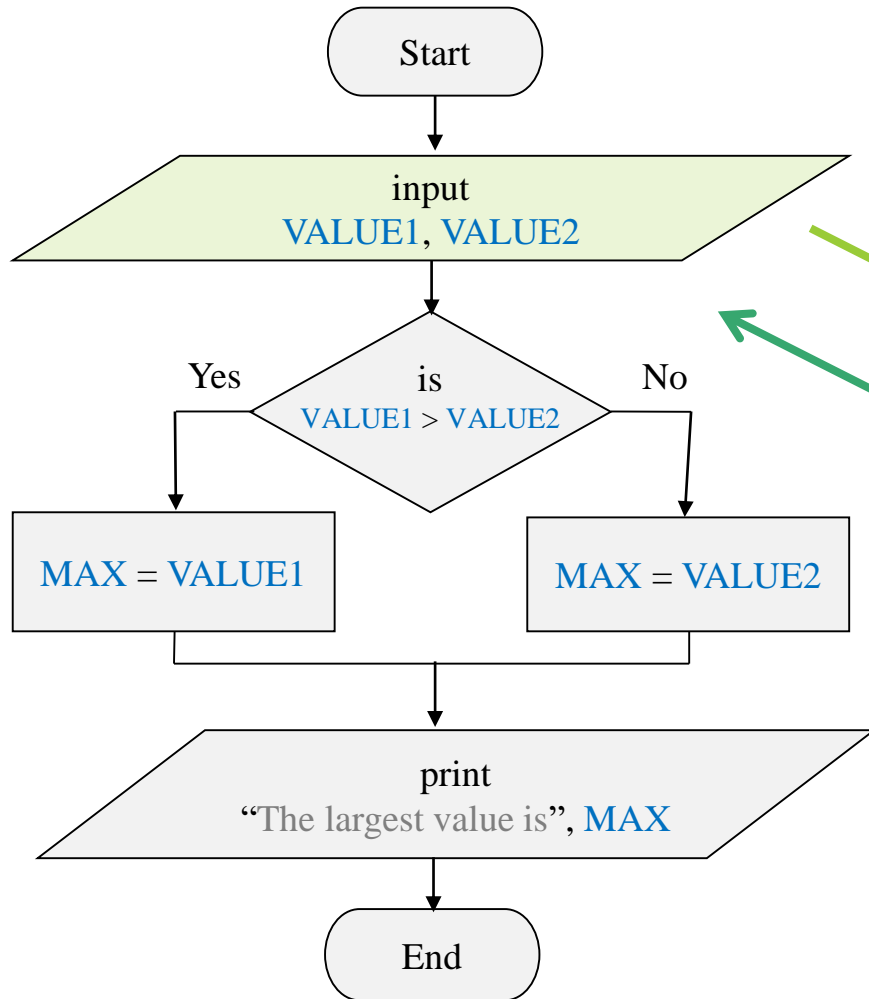 Start
input
VALUE1, VALUE2
Yes
is
No
VALUE1 > VALUE2
MAX = VALUE1
MAX = VALUE2
print
“The largest value is”, MAX
End